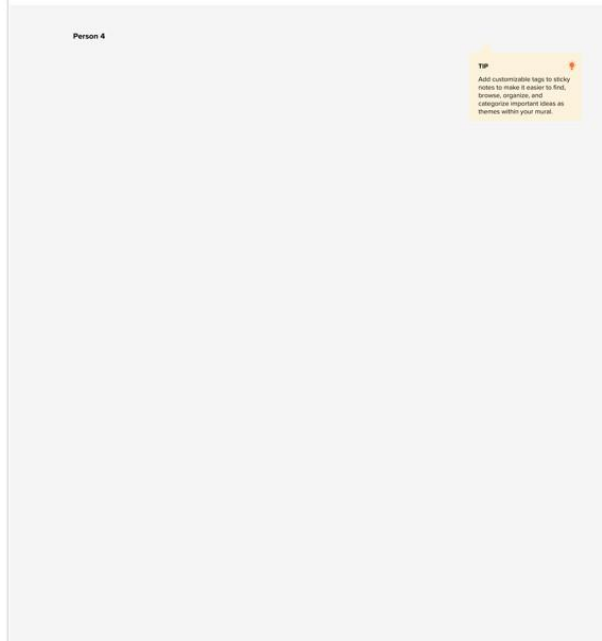 Person 4
TIP
Add customizable tags to sticky
notes to make it easier to find,
browse, organize, and
categorize important ideas as
themes within your mural.